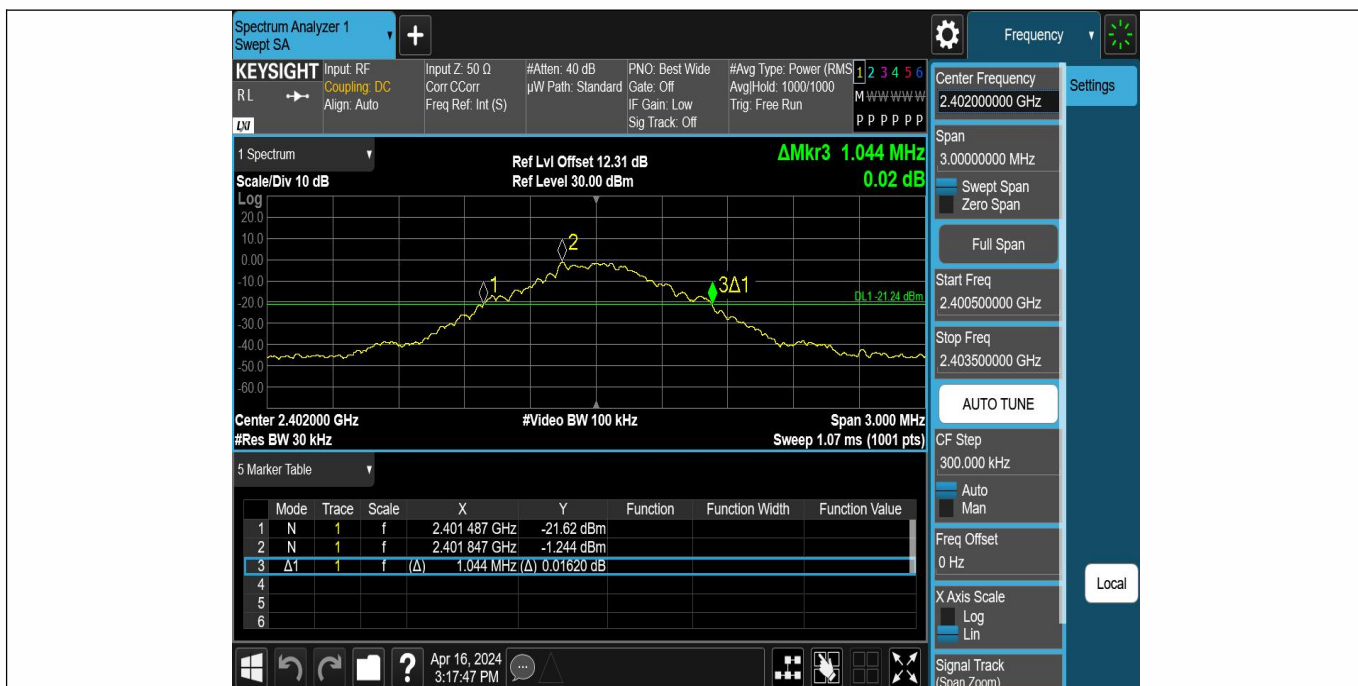 Spectrum Analyzer 1
Swept SA
Frequency
KEYSIGHT
R L
LXI
Input: RF
Coupling: DC
Align: Auto
Input Z: 50 Ω
Corr CCorr
Freq Ref: Int (S)
#Atten: 40 dB
µW Path: Standard
PNO: Best Wide
Gate: Off
IF Gain: Low
Sig Track: Off
#Avg Type: Power (RMS
Avg|Hold: 1000/1000
Trig: Free Run
1 2 3 4 5 6
M W W W W W
P P P P P P
1 Spectrum
Scale/Div 10 dB
Ref Lvl Offset 12.31 dB
Ref Level 30.00 dBm
ΔMkr3 1.044 MHz
0.02 dB
Log
20.0
10.0
0.00
-10.0
-20.0
-30.0
-40.0
-50.0
-60.0
1
2
3Δ1
DL1 -21.24 dBm
Center 2.402000 GHz
#Video BW 100 kHz
Span 3.000 MHz
#Res BW 30 kHz
Sweep 1.07 ms (1001 pts)
5 Marker Table
Mode Trace Scale X Y Function Function Width Function Value
1 N 1 f 2.401 487 GHz -21.62 dBm
2 N 1 f 2.401 847 GHz -1.244 dBm
3 Δ1 1 f (Δ) 1.044 MHz (Δ) 0.01620 dB
4
5
6
?
Apr 16, 2024
3:17:47 PM
Center Frequency
2.402000000 GHz
Settings
Span
3.00000000 MHz
Swept Span
Zero Span
Full Span
Start Freq
2.400500000 GHz
Stop Freq
2.403500000 GHz
AUTO TUNE
CF Step
300.000 kHz
Auto
Man
Freq Offset
0 Hz
X Axis Scale
Log
Lin
Local
Signal Track
(Span Zoom)